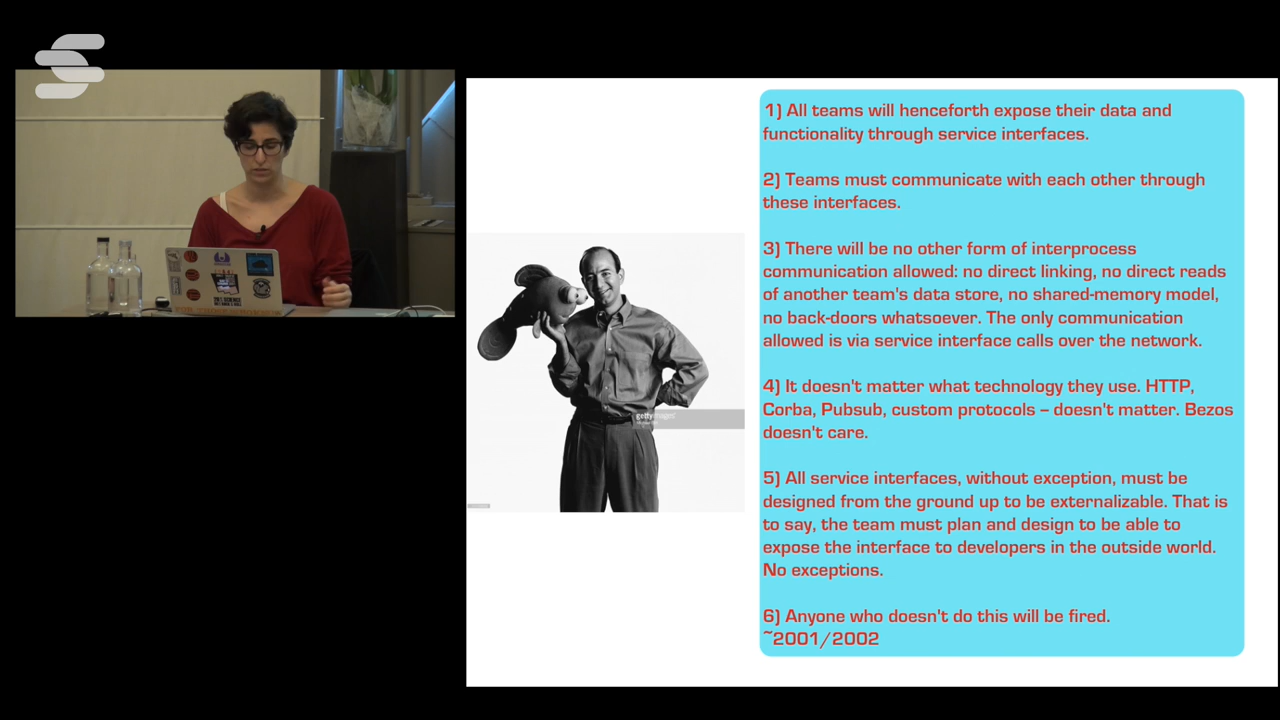 1) All teams will henceforth expose their data and
functionality through service interfaces.
2) Teams must communicate with each other through
these interfaces.
3) There will be no other form of interprocess
communication allowed: no direct linking, no direct reads
of another team's data store, no shared-memory model,
no back-doors whatsoever. The only communication
allowed is via service interface calls over the network.
4) It doesn't matter what technology they use. HTTP,
Corba, Pubsub, custom protocols – doesn't matter. Bezos
doesn't care.
5) All service interfaces, without exception, must be
designed from the ground up to be externalizable. That is
to say, the team must plan and design to be able to
expose the interface to developers in the outside world.
No exceptions.
6) Anyone who doesn't do this will be fired.
~2001/2002
gettyimages